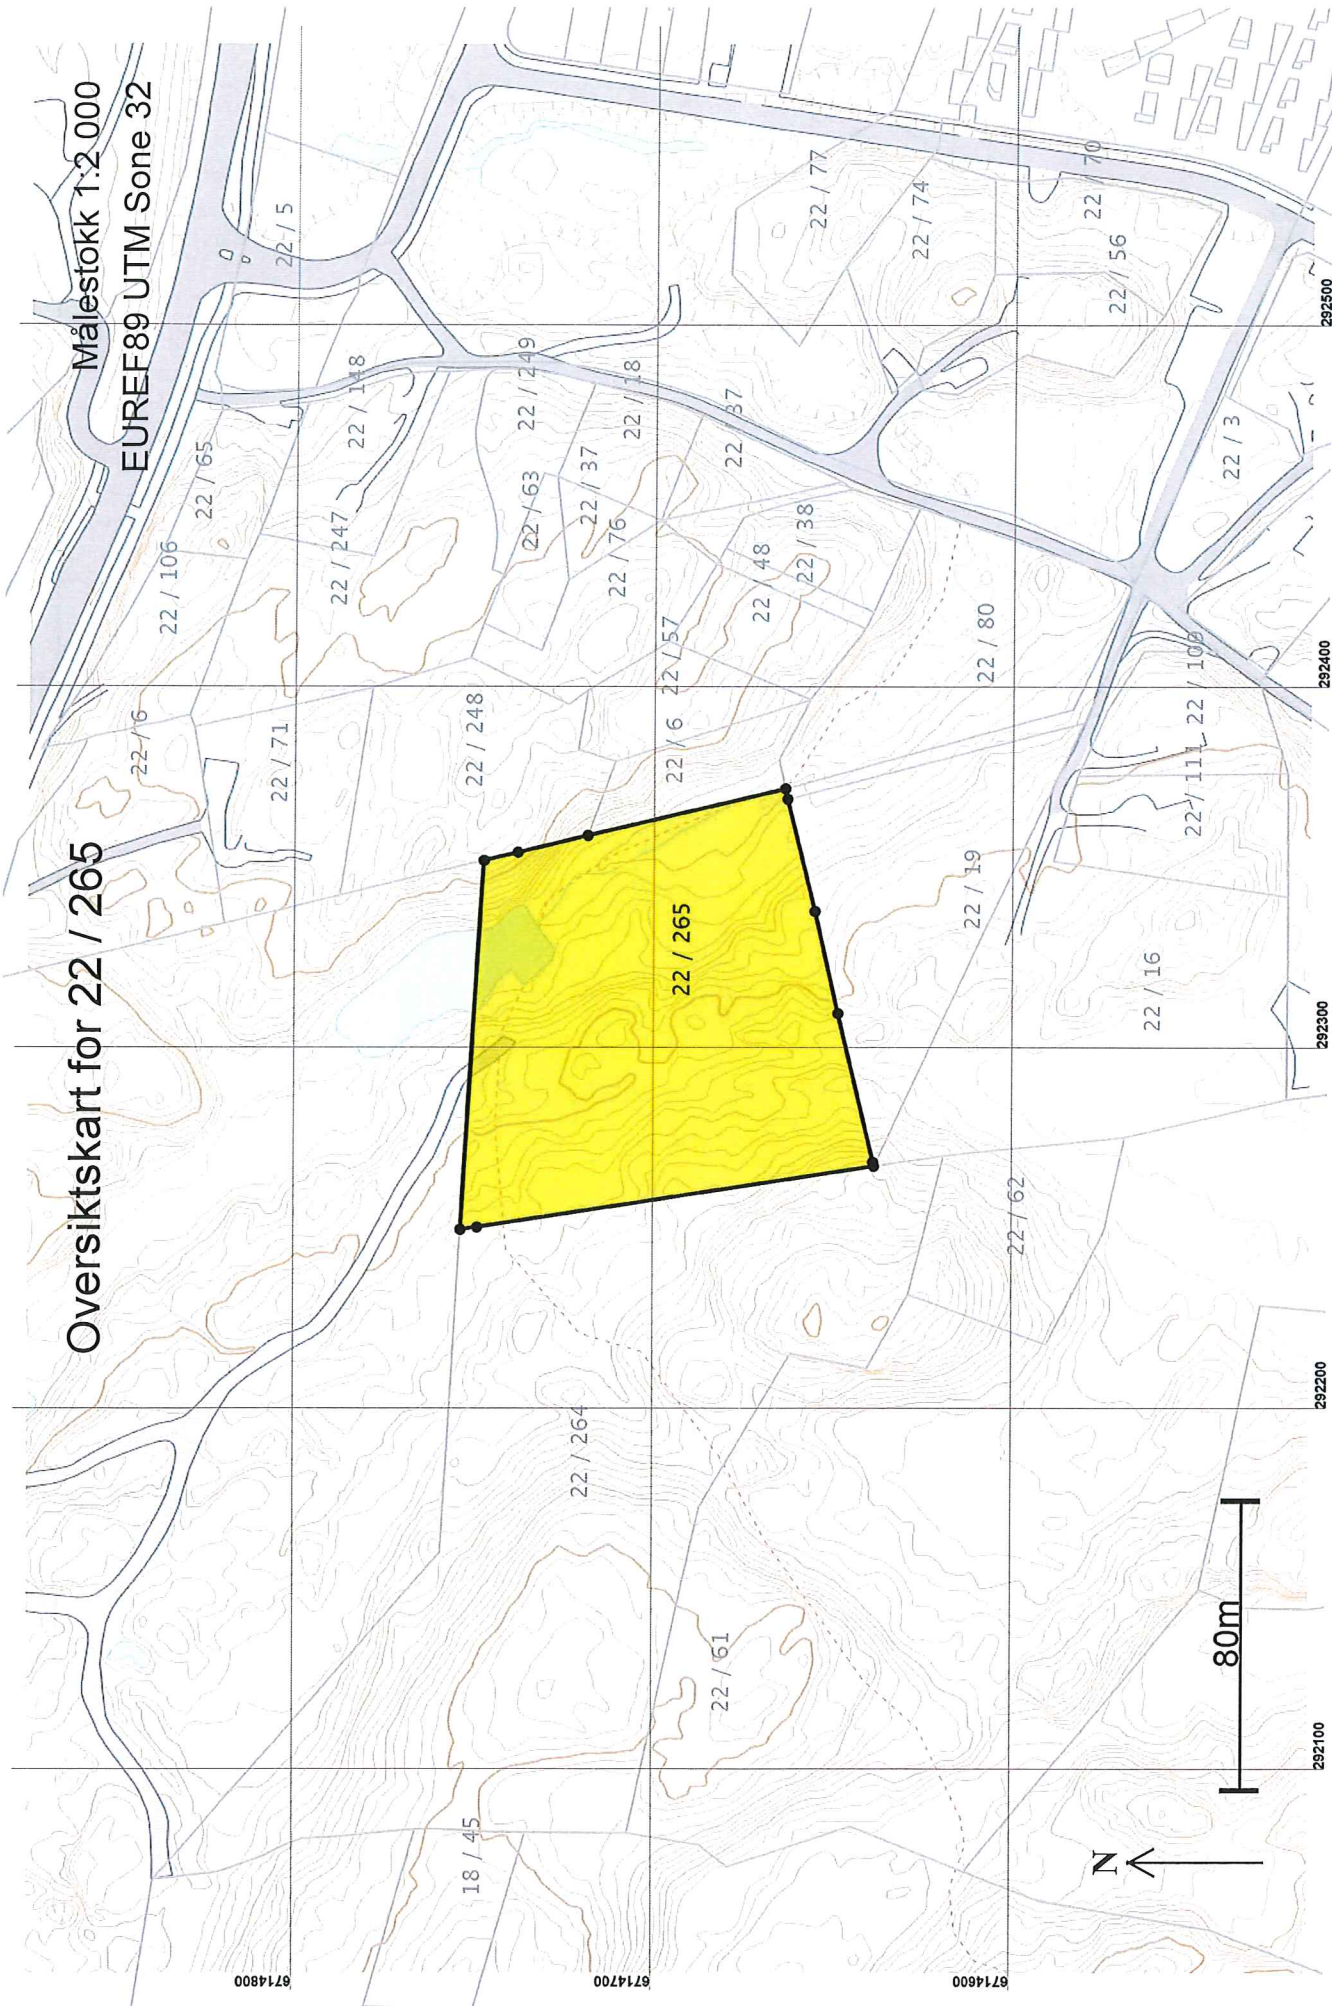 Oversiktskart for 22 / 265
Målestokk 1:2 000
EUREF89 UTM Sone 32
22 / 6
22 / 106
22 / 65
22 / 5
22 / 71
22 / 247
22 / 148
22 / 248
22 / 63
22 / 249
22 / 37
22 / 18
22 / 76
22 / 6
22 / 57
22 / 37
22 / 48
22 / 38
22 / 77
22 / 74
22 / 265
22 / 264
22 / 61
18 / 45
22 / 19
22 / 80
22 / 70
22 / 56
22 / 62
22 / 16
22 / 111
22 / 109
22 / 3
6714800
6714700
6714600
N
80m
292100
292200
292300
292400
292500